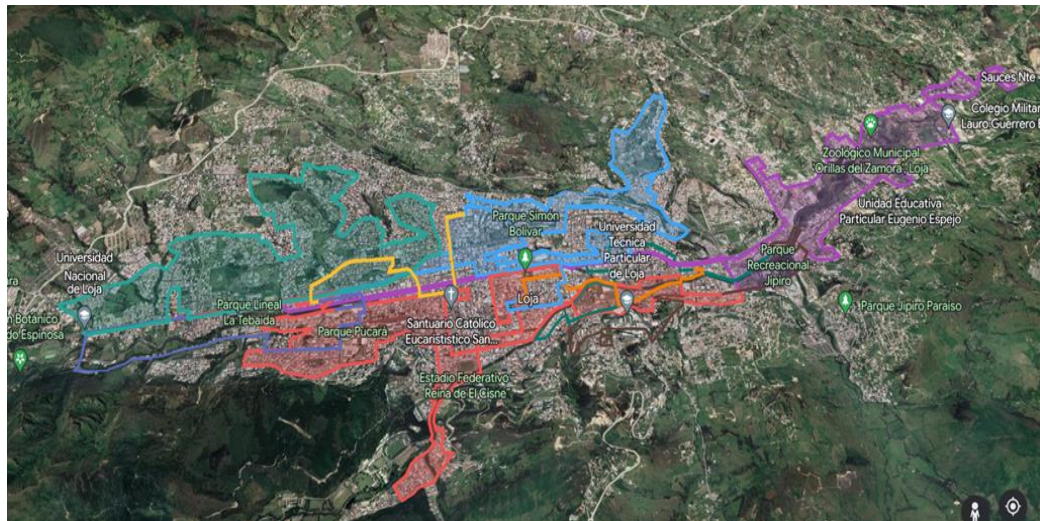 Sauces Nte
Colegio Militar
Lauro Guerrero
Zoológico Municipal
Orillas del Zamora, Loja
Unidad Educativa
Particular Eugenio Espejo
Parque Simón
Bolívar
Universidad
Técnica
Particular
de Loja
Parque
Recreacional
Jipiro
Universidad
Nacional
de Loja
Parque Lineal
La Tebaida
Loja
Parque Jipiro Paraíso
Parque Pucará
Santuario Católico
Eucarístistico San...
Botánico
do Espinosa
Estadio Federativo
Reina de El Cisne